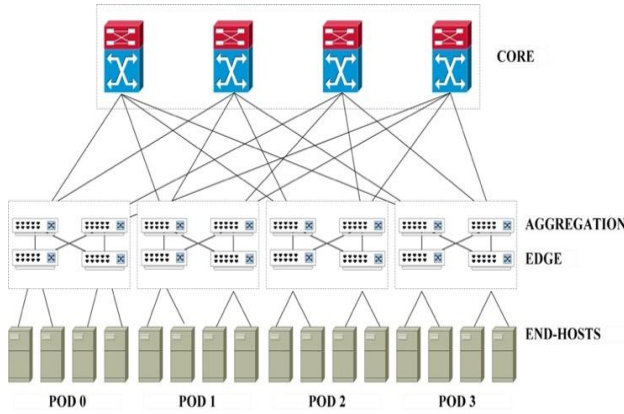 CORE
AGGREGATION
EDGE
END-HOSTS
POD 0
POD 1
POD 2
POD 3